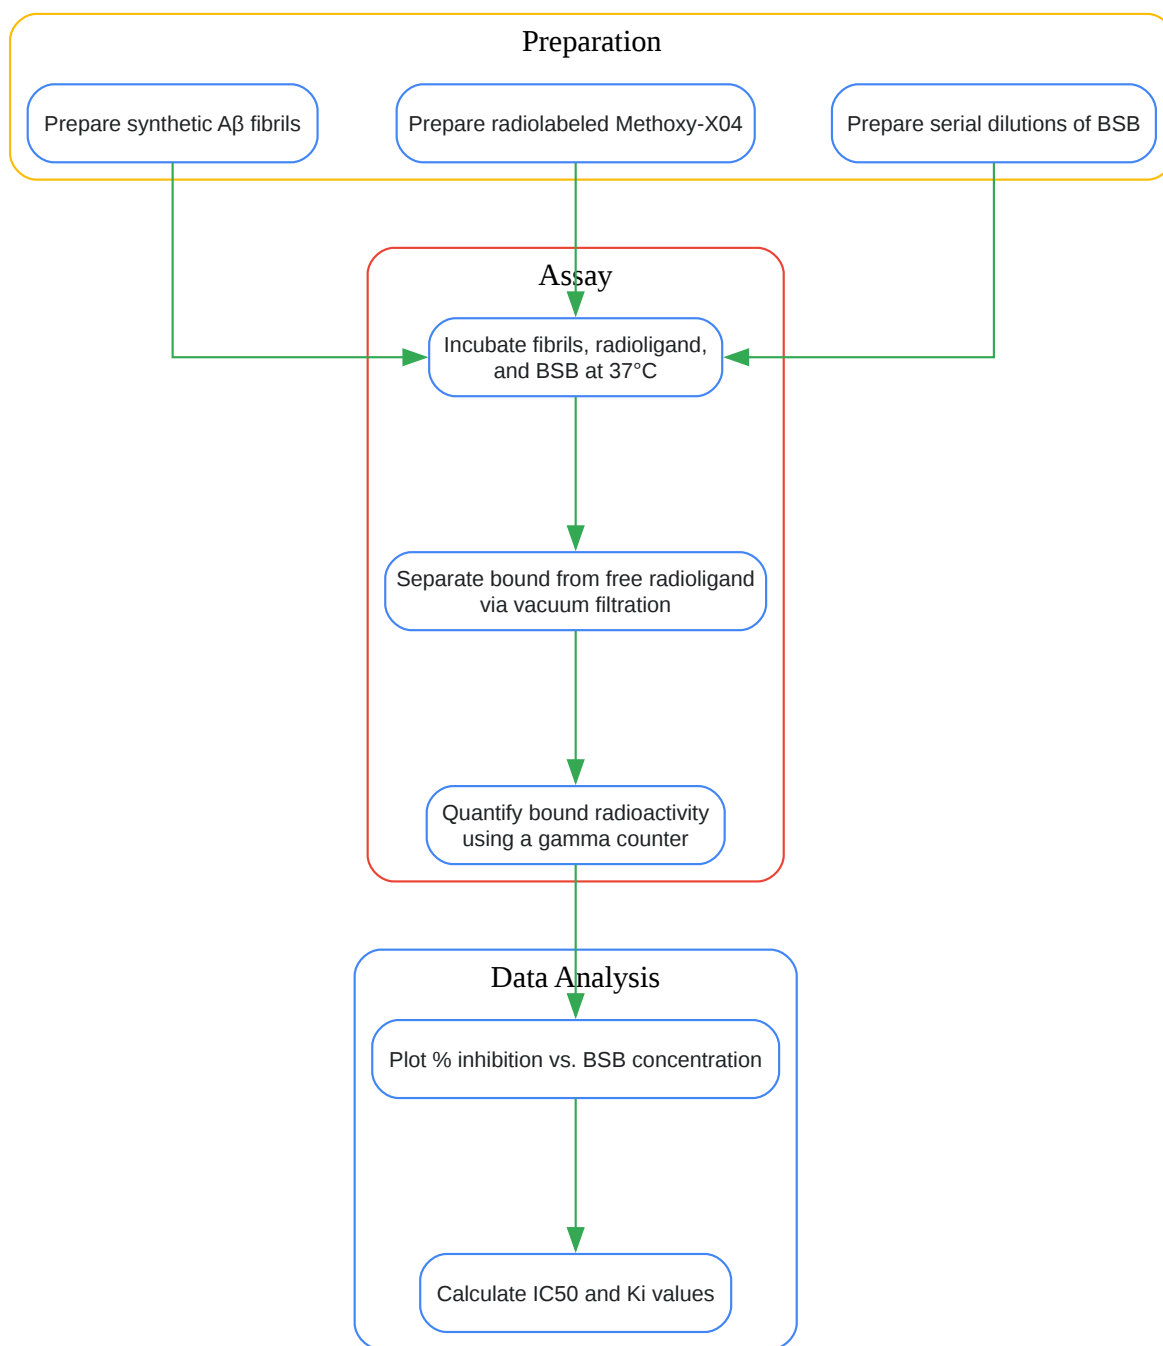 Preparation
Prepare synthetic Aβ fibrils
Prepare radiolabeled Methoxy-X04
Prepare serial dilutions of BSB
Assay
Incubate fibrils, radioligand,
and BSB at 37°C
Separate bound from free radioligand
via vacuum filtration
Quantify bound radioactivity
using a gamma counter
Data Analysis
Plot % inhibition vs. BSB concentration
Calculate IC50 and Ki values